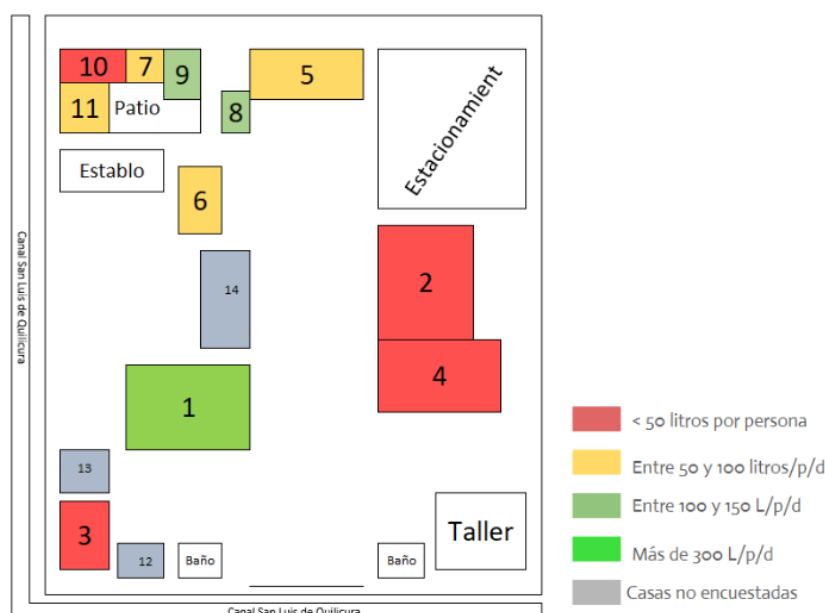 10
7
9
5
Estacionamient
11
Patio
8
Establo
6
Canal San Luis de Quilicura
14
2
4
1
< 50 litros por persona
13
Entre 50 y 100 litros/p/d
3
Taller
Entre 100 y 150 L/p/d
12
Baño
Baño
Más de 300 L/p/d
Casas no encuestadas
Canal San Luis de Quilicura